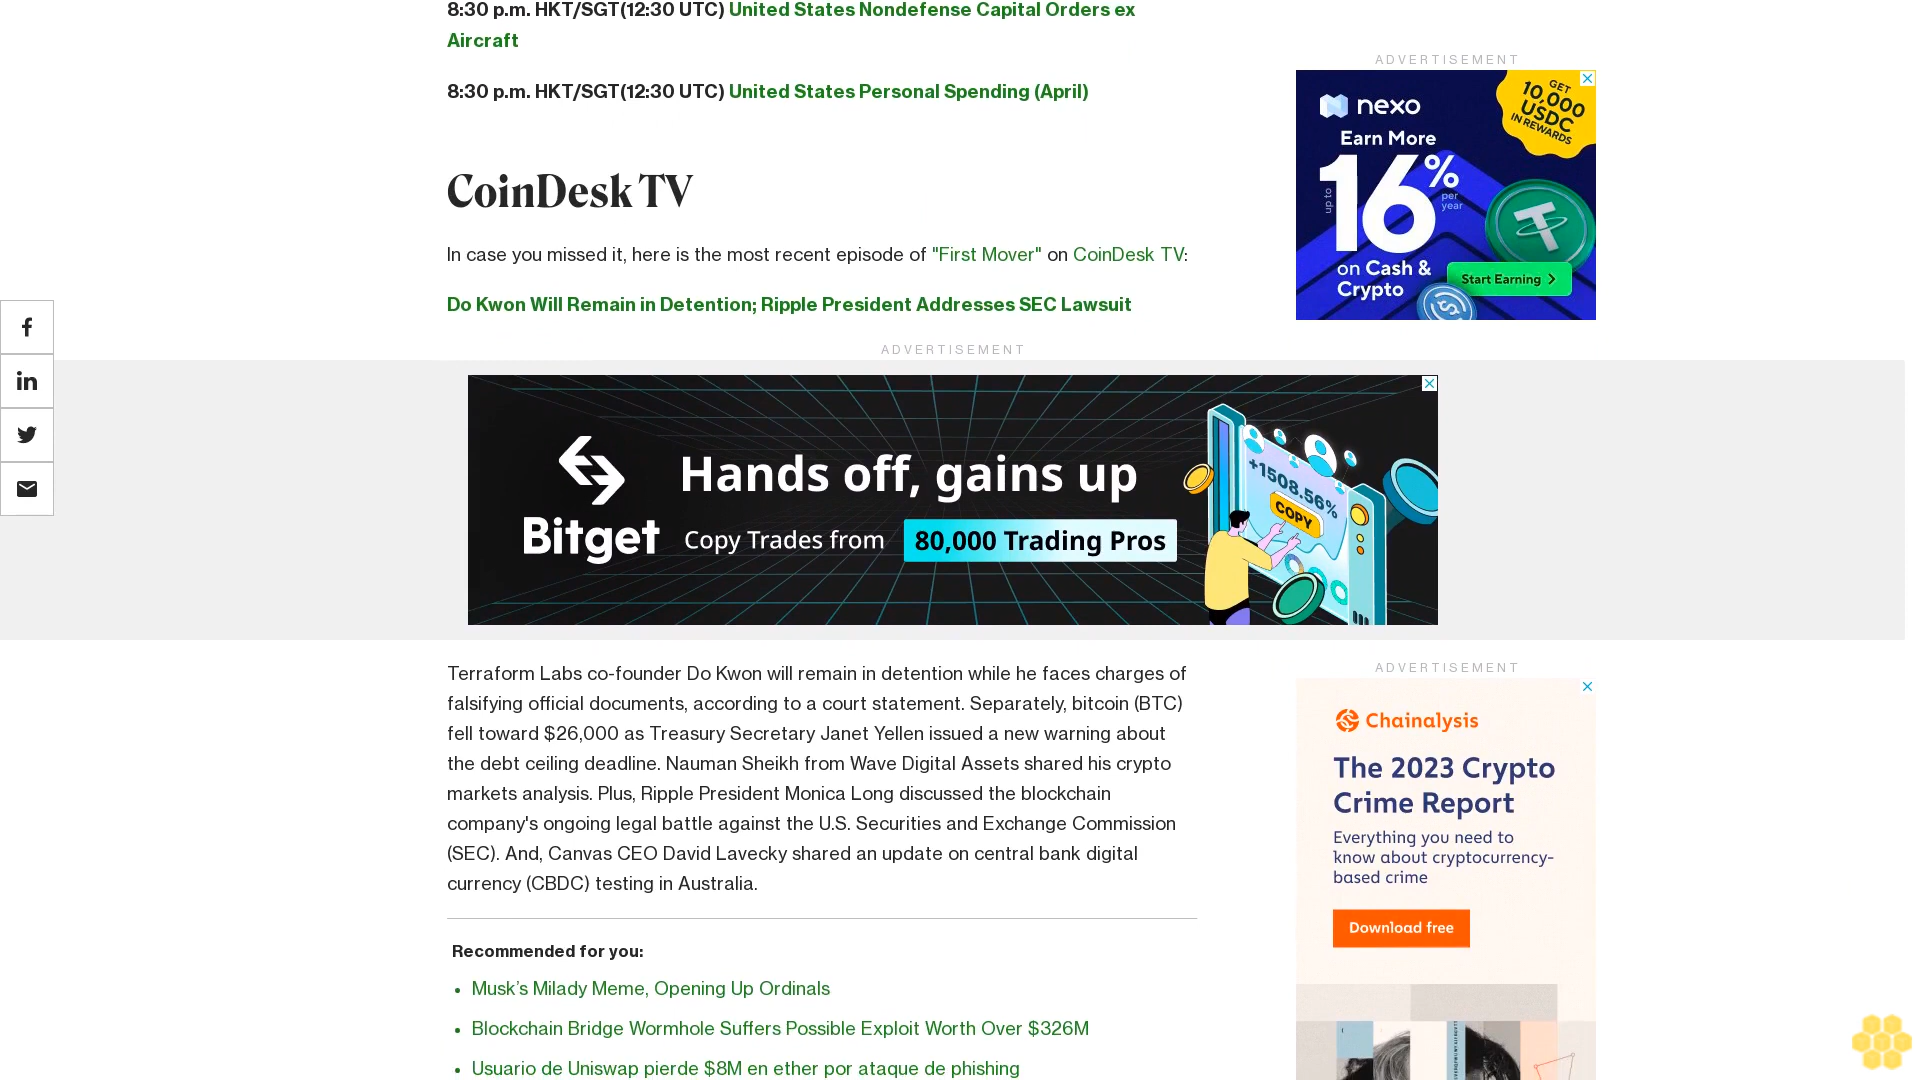 8:30 p.m. HKT/SGT(12:30 UTC) United States Nondefense Capital Orders ex
Aircraft
8:30 p.m. HKT/SGT(12:30 UTC) United States Personal Spending (April)
CoinDesk TV
In case you missed it, here is the most recent episode of "First Mover" on CoinDesk TV:
Do Kwon Will Remain in Detention; Ripple President Addresses SEC Lawsuit
ADVERTISEMENT
nexo
GET
10,000
USDC
IN REWARDS
Earn More
up to
16%
per
year
on Cash &
Crypto
Start Earning
ADVERTISEMENT
Bitget
Hands off, gains up
Copy Trades from 80,000 Trading Pros
+1508.56%
COPY
Terraform Labs co-founder Do Kwon will remain in detention while he faces charges of
falsifying official documents, according to a court statement. Separately, bitcoin (BTC)
fell toward $26,000 as Treasury Secretary Janet Yellen issued a new warning about
the debt ceiling deadline. Nauman Sheikh from Wave Digital Assets shared his crypto
markets analysis. Plus, Ripple President Monica Long discussed the blockchain
company's ongoing legal battle against the U.S. Securities and Exchange Commission
(SEC). And, Canvas CEO David Lavecky shared an update on central bank digital
currency (CBDC) testing in Australia.
ADVERTISEMENT
Chainalysis
The 2023 Crypto
Crime Report
Everything you need to
know about cryptocurrency-
based crime
Download free
Recommended for you:
• Musk’s Milady Meme, Opening Up Ordinals
• Blockchain Bridge Wormhole Suffers Possible Exploit Worth Over $326M
• Usuario de Uniswap pierde $8M en ether por ataque de phishing